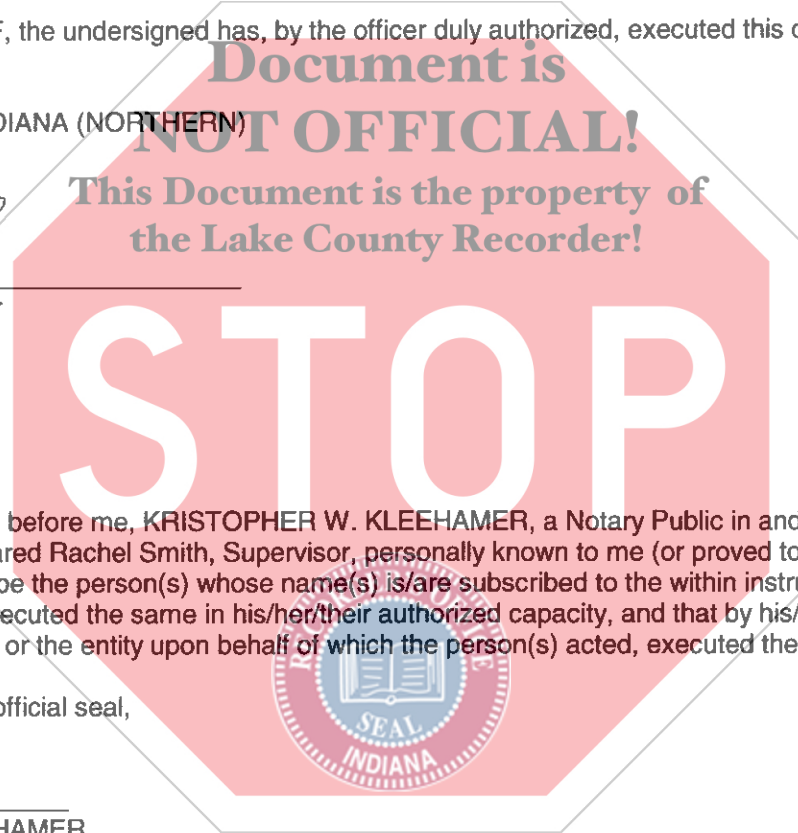 F, the undersigned has, by the officer duly authorized, executed this
Document is
DIANA (NORTHERN)
NOT OFFICIAL!
This Document is the property of
the Lake County Recorder!
STOP
before me, KRISTOPHER W. KLEEHAMER, a Notary Public in and
ared Rachel Smith, Supervisor, personally known to me (or proved to
be the person(s) whose name(s) is/are subscribed to the within instru
ecuted the same in his/her/their authorized capacity, and that by his/
or the entity upon behalf of which the person(s) acted, executed the
official seal,
SEAL
INDIANA
HAMER